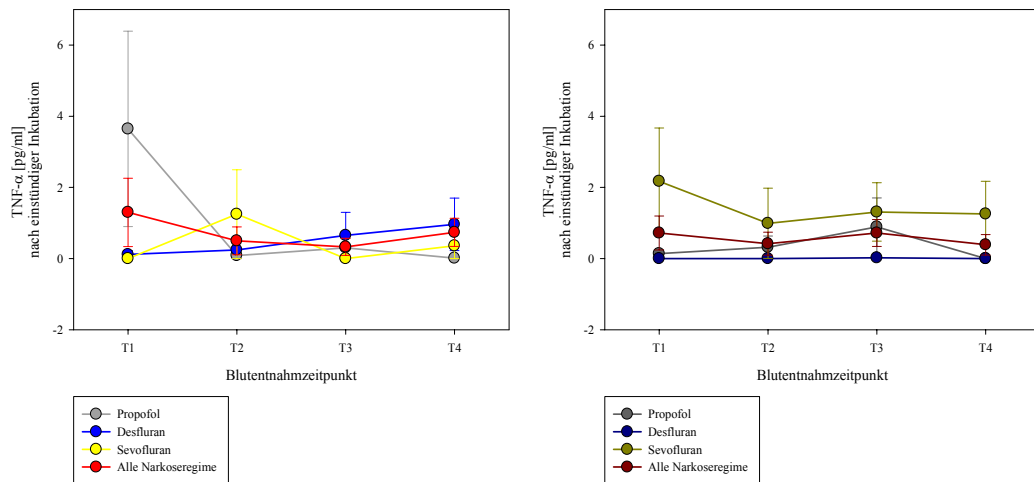 TNF-α [pg/ml]
nach einstündiger Inkubation
6
4
2
0
-2
T1
T2
T3
T4
Blutentnahmzeitpunkt
Propofol
Desfluran
Sevofluran
Alle Narkoseregime
TNF-α [pg/ml]
nach einstündiger Inkubation
6
4
2
0
-2
T1
T2
T3
T4
Blutentnahmzeitpunkt
Propofol
Desfluran
Sevofluran
Alle Narkoseregime